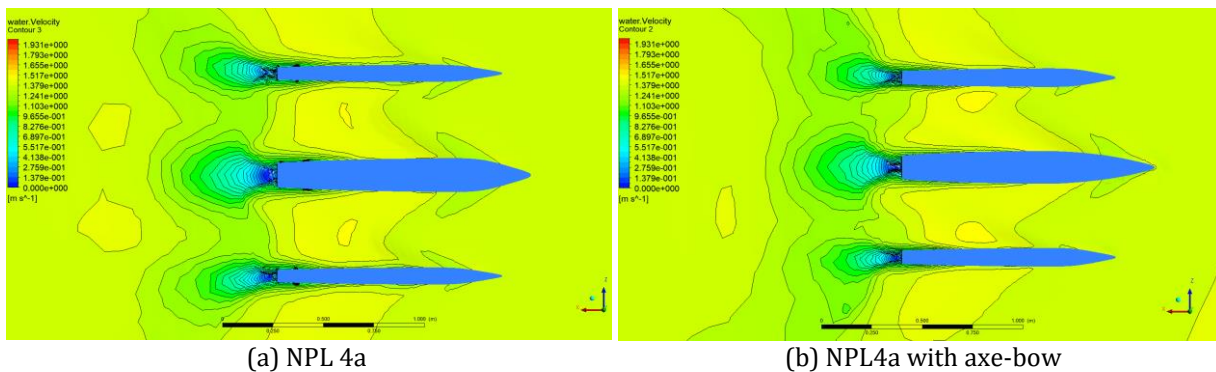 water.Velocity
Contour 3
1.931e+000
1.793e+000
1.655e+000
1.517e+000
1.379e+000
1.241e+000
1.103e+000
9.655e-001
8.276e-001
6.897e-001
5.517e-001
4.138e-001
2.759e-001
1.379e-001
0.000e+000
[m s^-1]
0 0.500 1.000 (m)
0.250 0.750
(a) NPL 4a
water.Velocity
Contour 2
1.931e+000
1.793e+000
1.655e+000
1.517e+000
1.379e+000
1.241e+000
1.103e+000
9.655e-001
8.276e-001
6.897e-001
5.517e-001
4.138e-001
2.759e-001
1.379e-001
0.000e+000
[m s^-1]
Z
0 0.500 1.000 (m)
0.250 0.750
(b) NPL4a with axe-bow